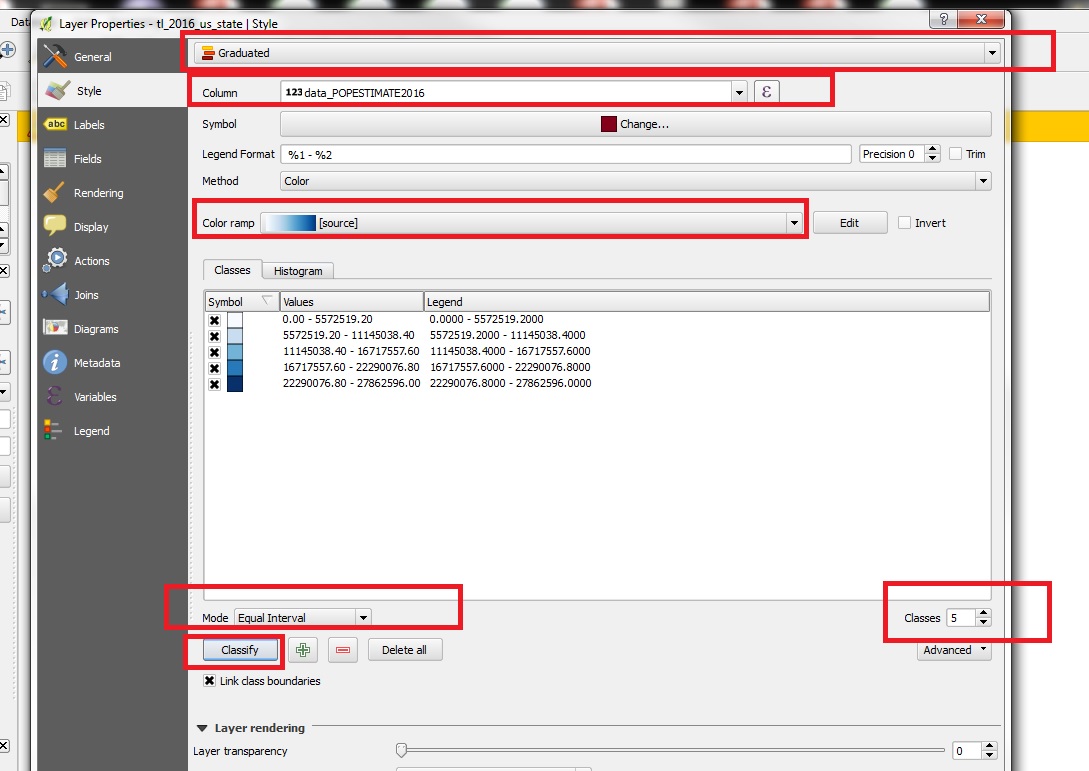 Dat
Layer Properties - tl_2016_us_state | Style
?
General
Graduated
Style
Column
123 data_POPESTIMATE2016
ε
abc Labels
Symbol
Change...
Fields
Legend Format
%1 - %2
Precision 0
Trim
Rendering
Method
Color
Display
Color ramp
[source]
Edit
Invert
Actions
Classes
Histogram
Joins
Symbol Values Legend
0.00 - 5572519.20 0.0000 - 5572519.2000
5572519.20 - 11145038.40 5572519.2000 - 11145038.4000
11145038.40 - 16717557.60 11145038.4000 - 16717557.6000
16717557.60 - 22290076.80 16717557.6000 - 22290076.8000
22290076.80 - 27862596.00 22290076.8000 - 27862596.0000
Diagrams
Metadata
Variables
Legend
Mode
Equal Interval
Classes
5
Classify
Delete all
Advanced
Link class boundaries
Layer rendering
Layer transparency
0